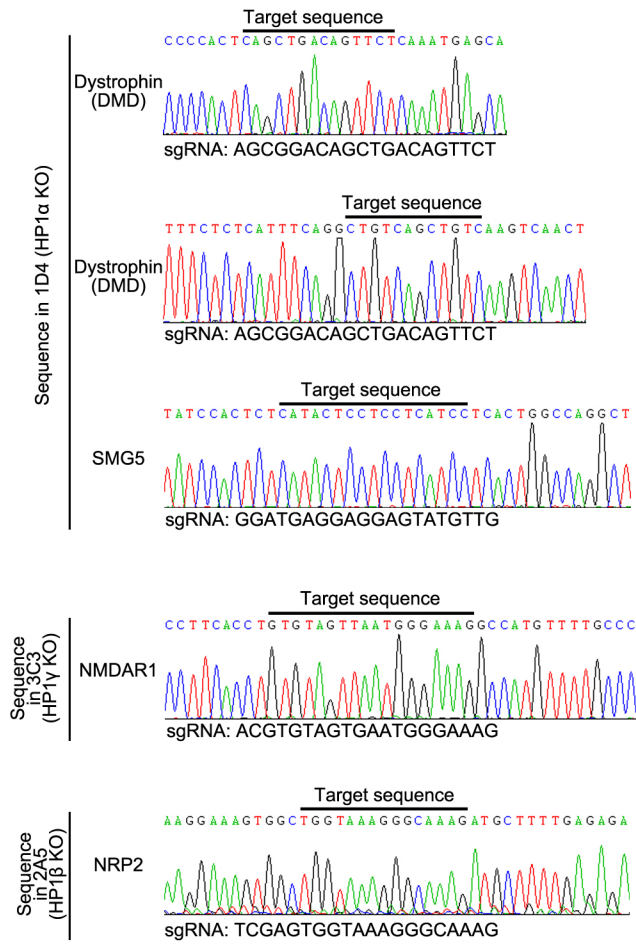 Target sequence
CCCCACTCAGCTGACAGTTCTCAAATGAGCA
Dystrophin
(DMD)
sgRNA: AGCGGACAGCTGACAGTTCT
Target sequence
TTTCTCTCATTTCAGGCTGTCAGCTGTCAAGTCAACT
Dystrophin
(DMD)
sgRNA: AGCGGACAGCTGACAGTTCT
Sequence in 1D4 (HP1α KO)
Target sequence
TATCCACTCTCATACTCCTCCTCATCCTCACTGGCCAGGCT
SMG5
sgRNA: GGATGAGGAGGAGTATGTTG
Target sequence
CCTTCACCTGTGTAGTTAATGGGAAAGGCCATGTTTTGCCC
Sequence
in 3C3
(HP1γ KO)
NMDAR1
sgRNA: ACGTGTAGTGAATGGGAAAG
Target sequence
AAGGAAAGTGGCTGGTAAAGGGCAAAGATGCTTTTGAGAGA
Sequence
in 2A5
(HP1β KO)
NRP2
sgRNA: TCGAGTGGTAAAGGGCAAAG